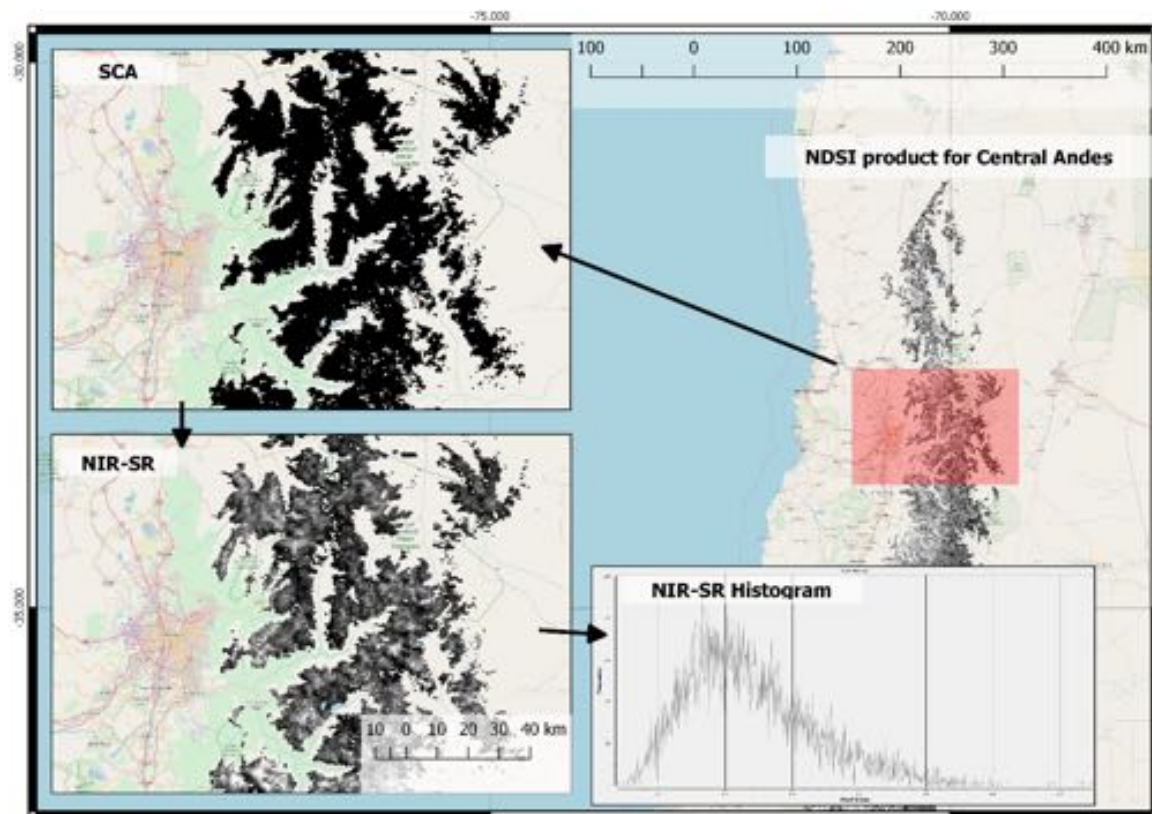 -75.000
-70.000
-30.000
100 0 100 200 300 400 km
SCA
NDSI product for Central Andes
NIR-SR
-35.000
10 0 10 20 30 40 km
NIR-SR Histogram